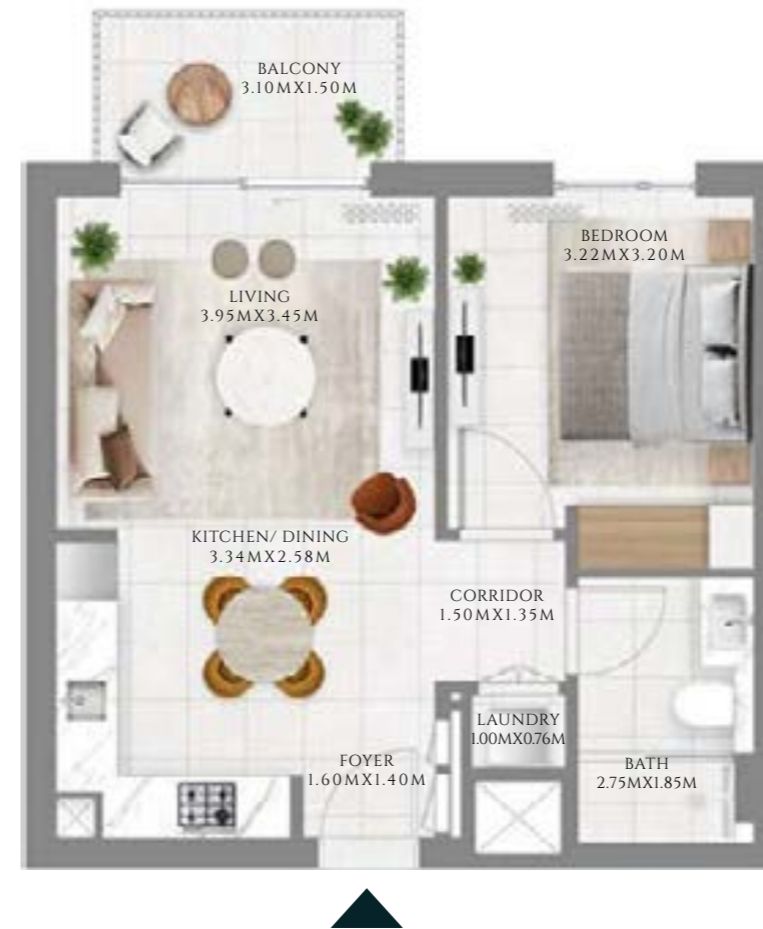 BALCONY
3.10MX1.50M
BEDROOM
3.22MX3.20M
LIVING
3.95MX3.45M
KITCHEN/ DINING
3.34MX2.58M
CORRIDOR
1.50MX1.35M
LAUNDRY
1.00MX0.76M
FOYER
1.60MX1.40M
BATH
2.75MX1.85M